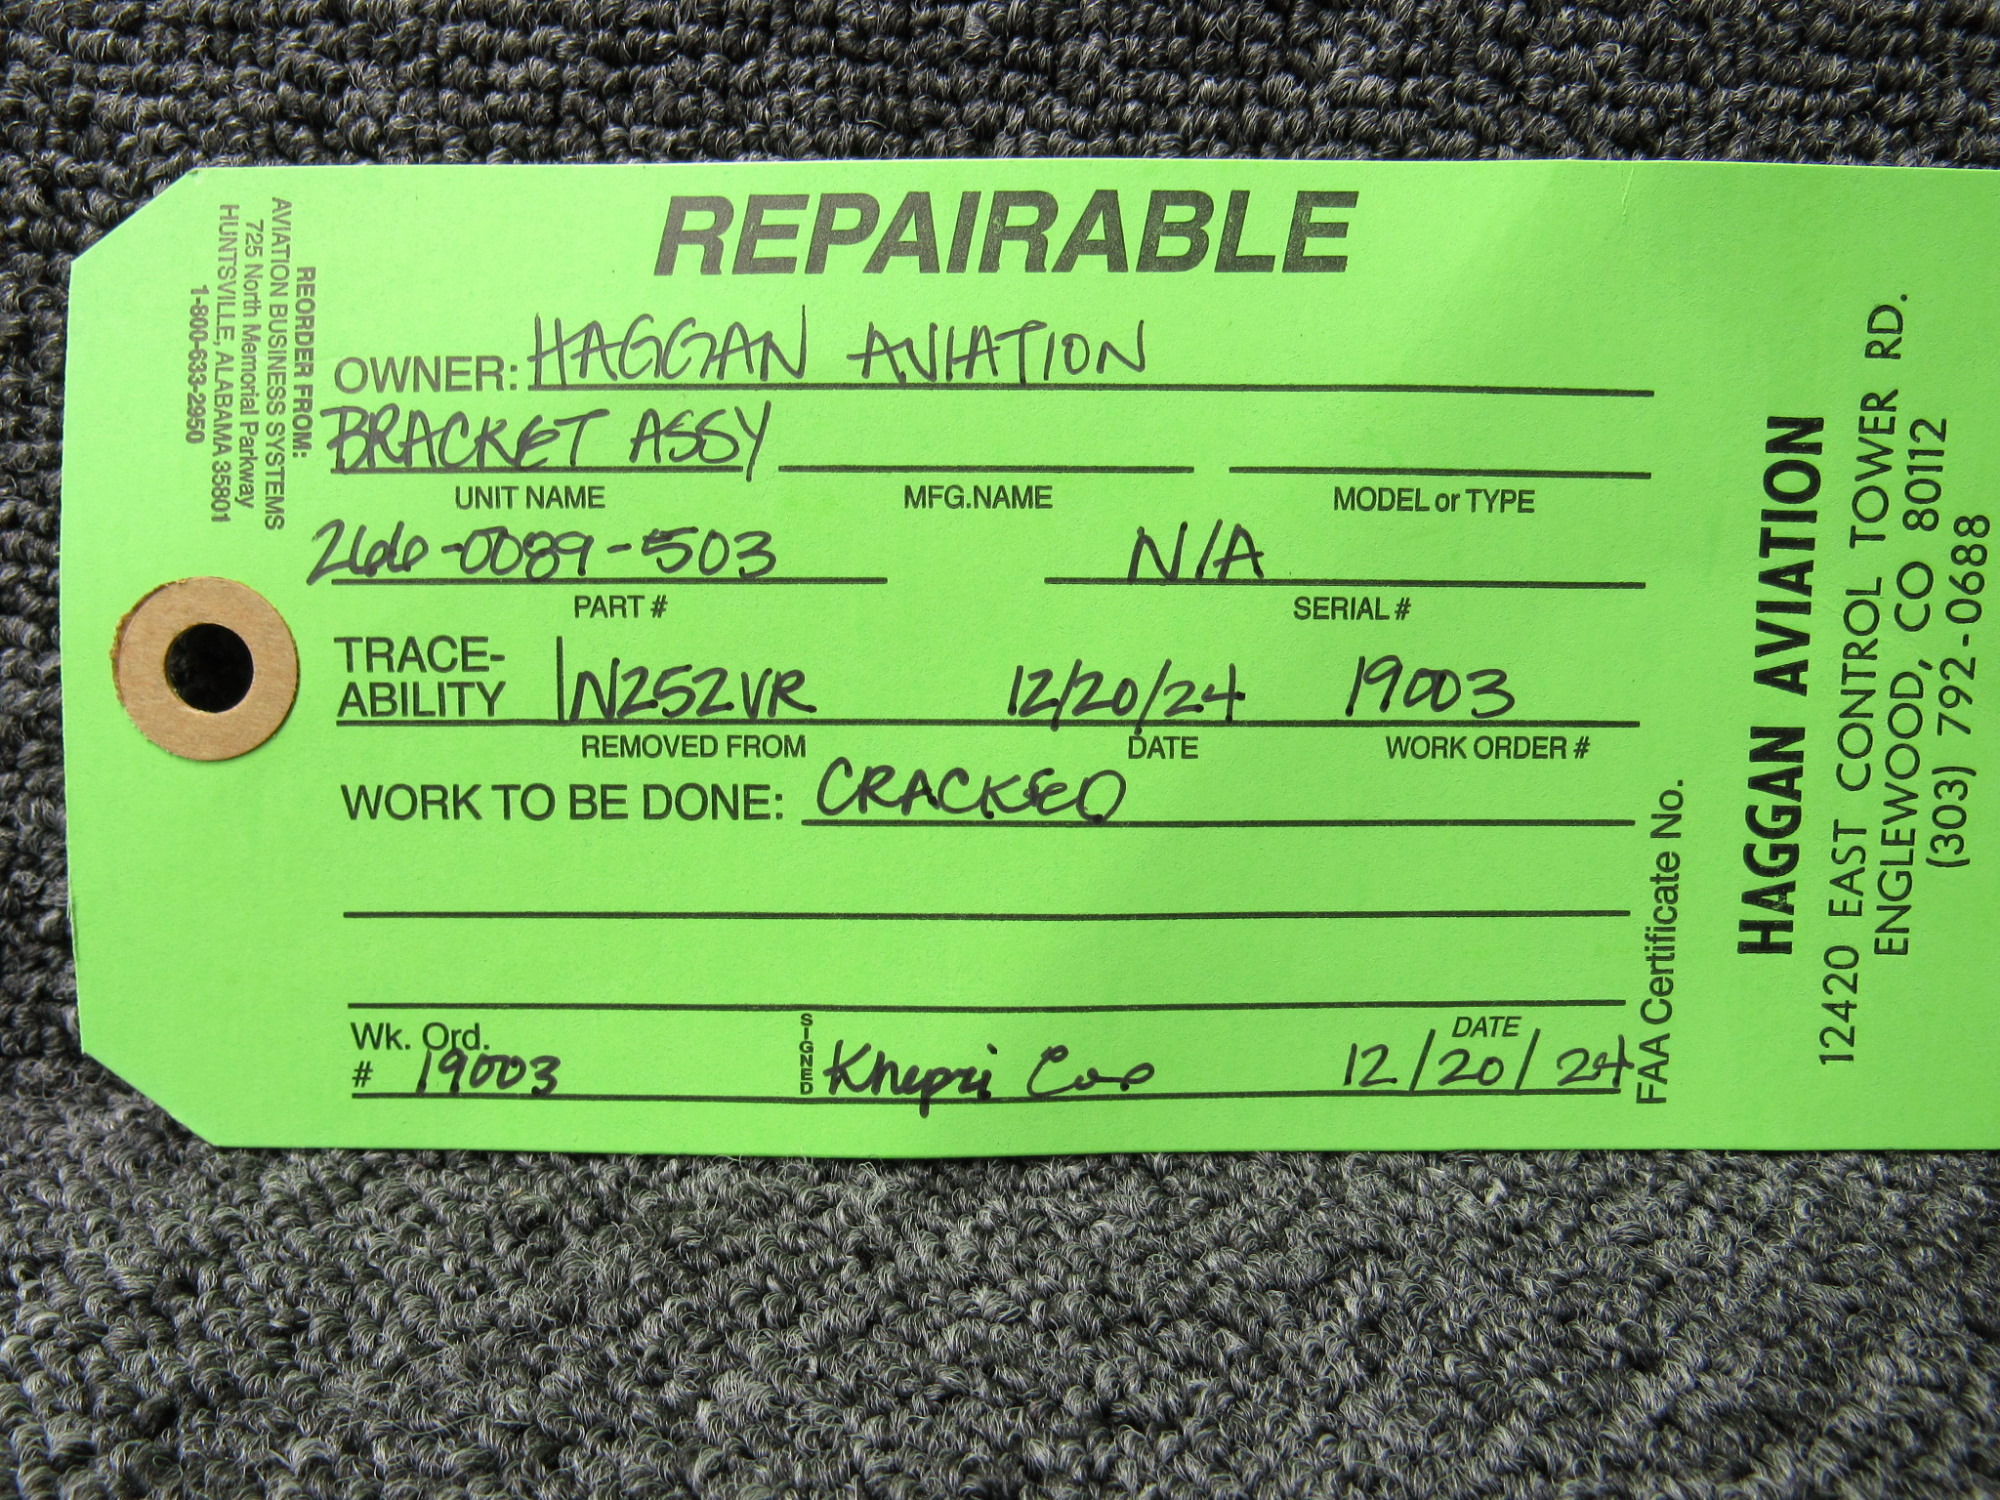 REPAIRABLE
OWNER: HAGGAN AVIATION
BRACKET ASSY
UNIT NAME MFG.NAME MODEL or TYPE
266-0089-503 N/A
PART # SERIAL #
TRACE-
ABILITY N252VR 12/20/24 19003
REMOVED FROM DATE WORK ORDER #
WORK TO BE DONE: CRACKED
Wk. Ord. SIGNED DATE
# 19003 Khepri 12/20/24
FAA Certificate No.
REORDER FROM:
AVIATION BUSINESS SYSTEMS
725 North Memorial Parkway
HUNTSVILLE, ALABAMA 35801
1-800-633-2950
HAGGAN AVIATION
12420 EAST CONTROL TOWER RD.
ENGLEWOOD, CO 80112
(303) 792-0688